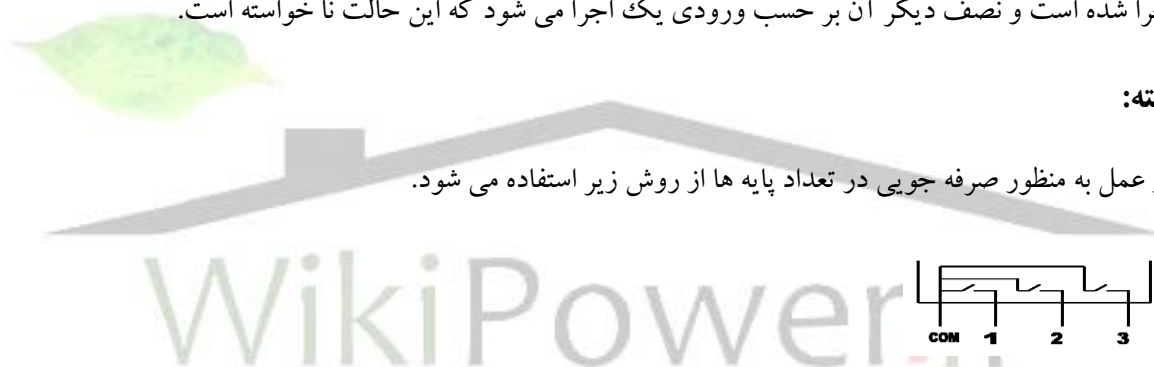 را شده است و نصف دیگر آن بر حسب ورودی یک اجرا می شود که این حالت نا خواسته است.
ته:
عمل به منظور صرفه جویی در تعداد پایه ها از روش زیر استفاده می شود.
WikiPower
COM 1 2 3